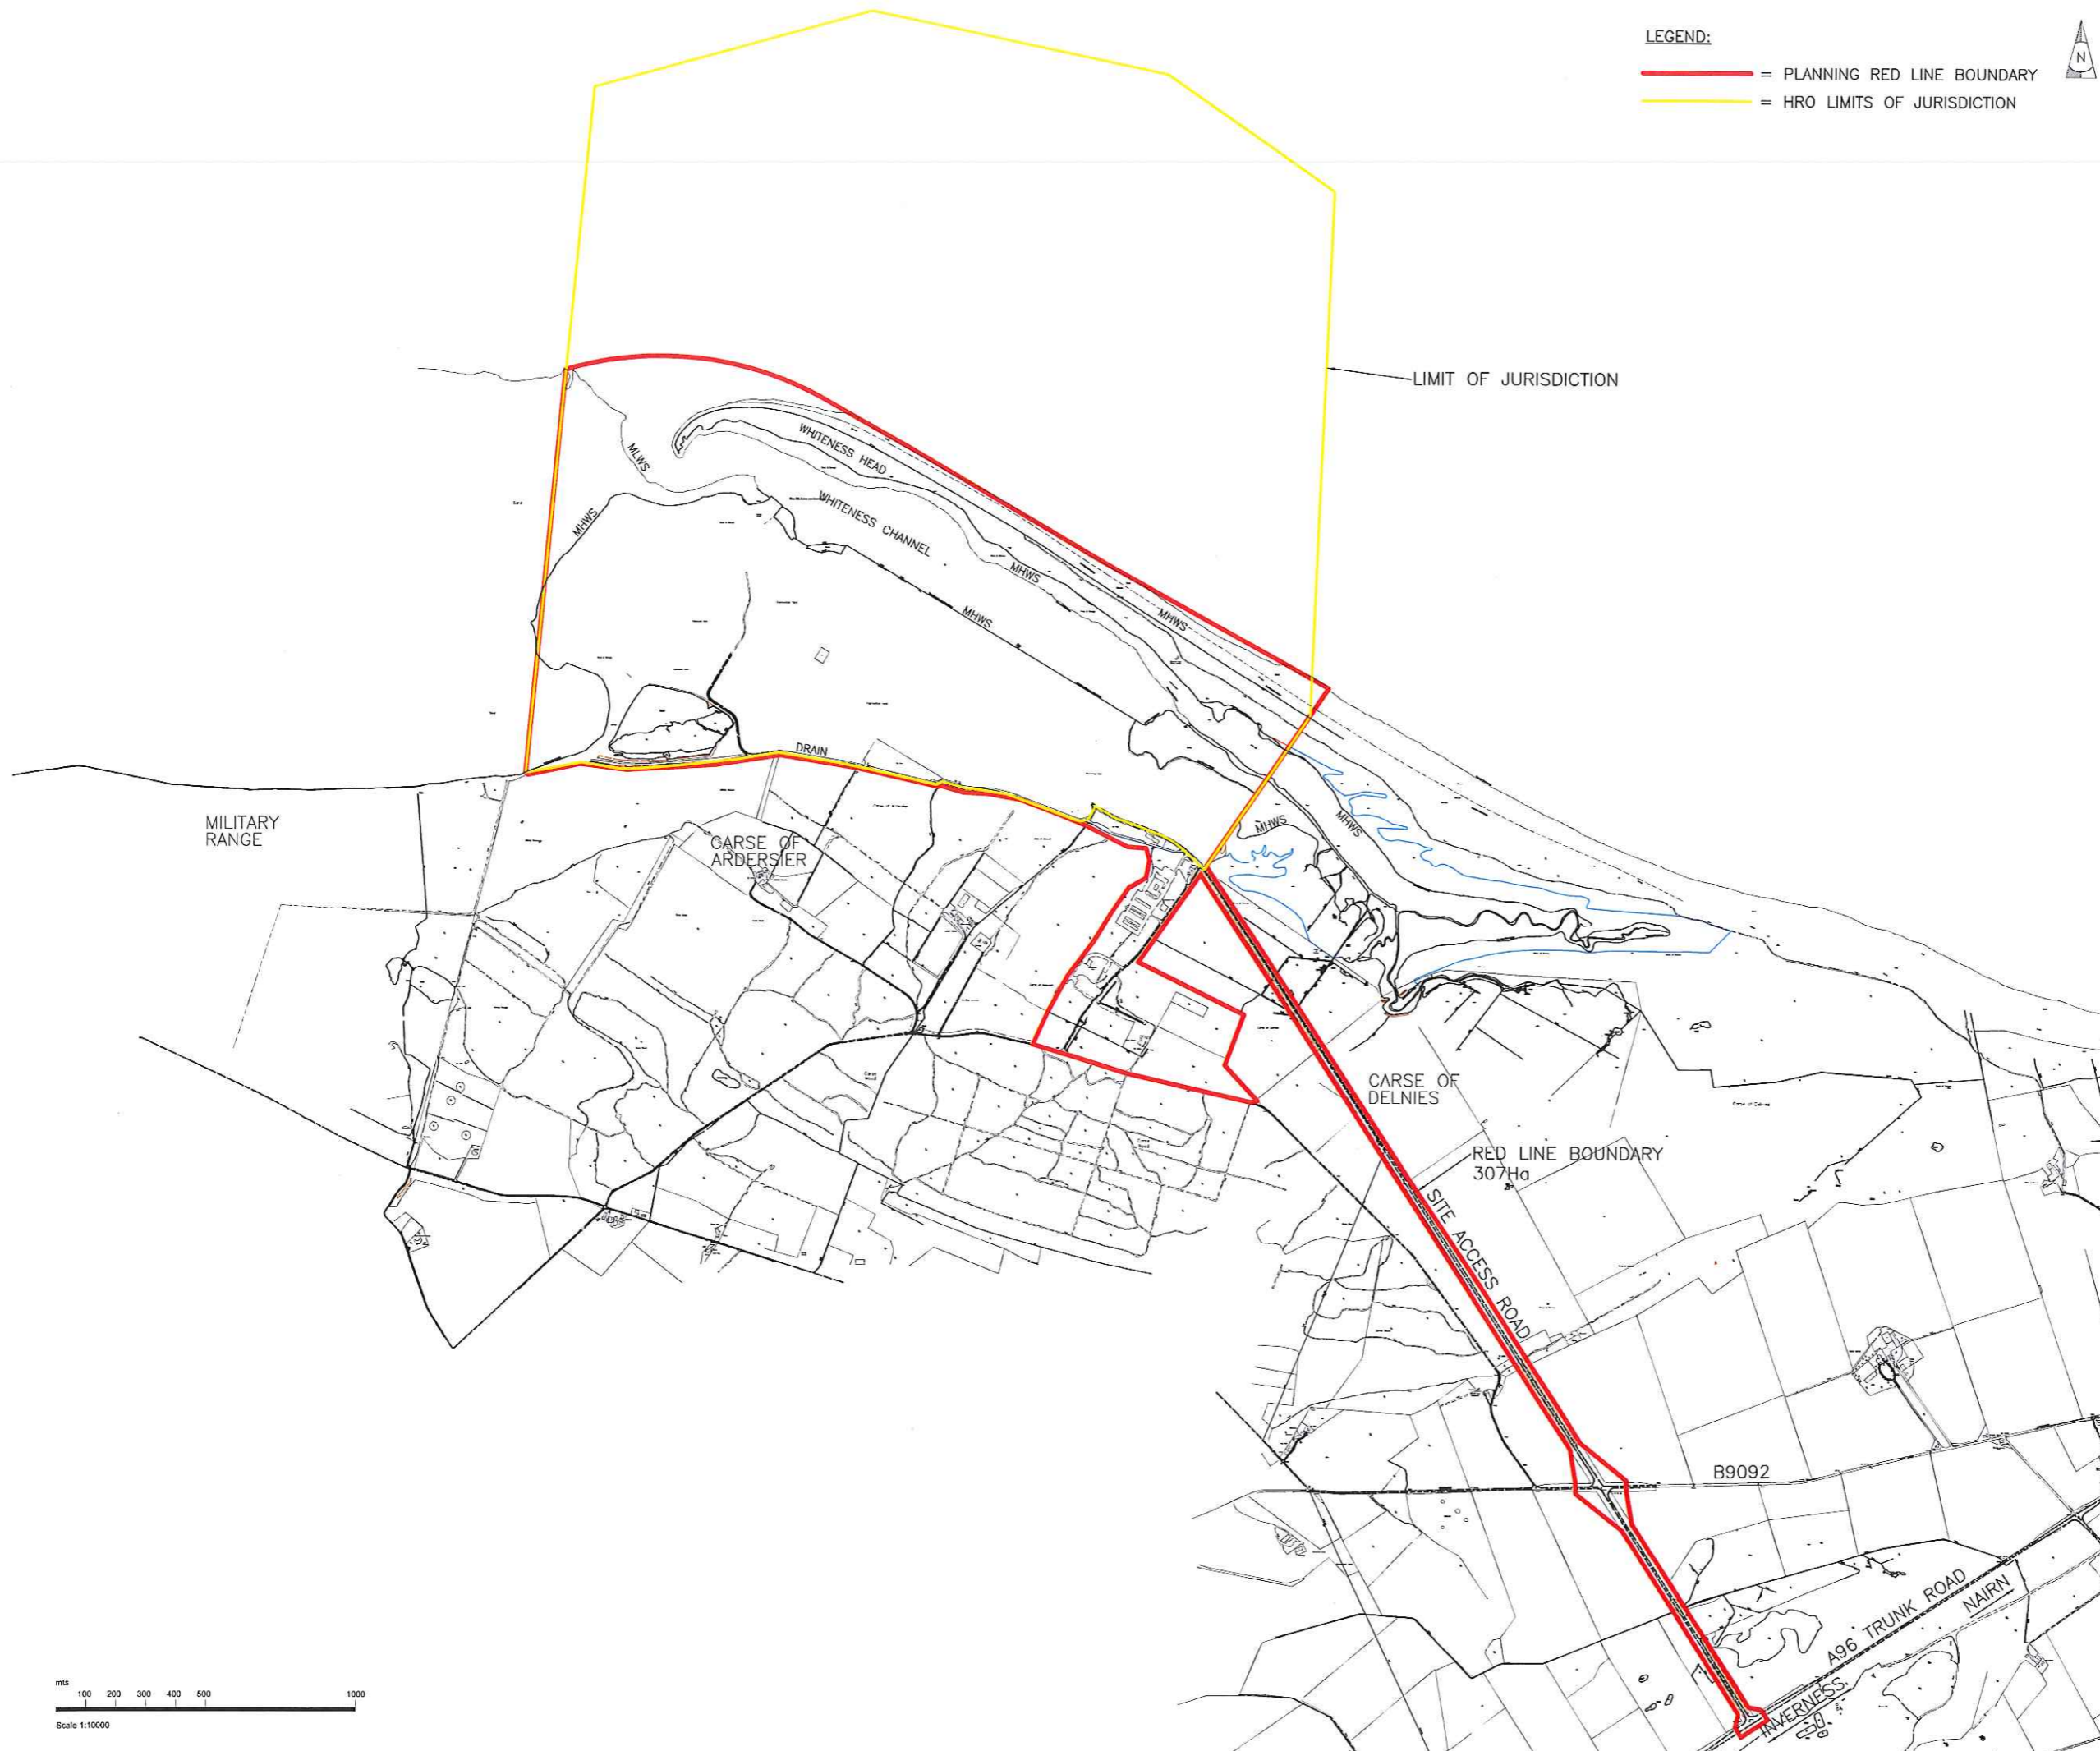 LEGEND:
= PLANNING RED LINE BOUNDARY
= HRO LIMITS OF JURISDICTION
N
LIMIT OF JURISDICTION
WHITENESS HEAD
MLWS
WHITENESS CHANNEL
MHWS
MHWS
MHWS
MHWS
DRAIN
MILITARY
RANGE
CARSE OF
ARDERSIER
MHWS
MHWS
CARSE OF
DELNIES
RED LINE BOUNDARY
307Ha
SITE ACCESS ROAD
B9092
A96 TRUNK ROAD
NAIRN
INVERNESS
mts
100 200 300 400 500 1000
Scale 1:10000